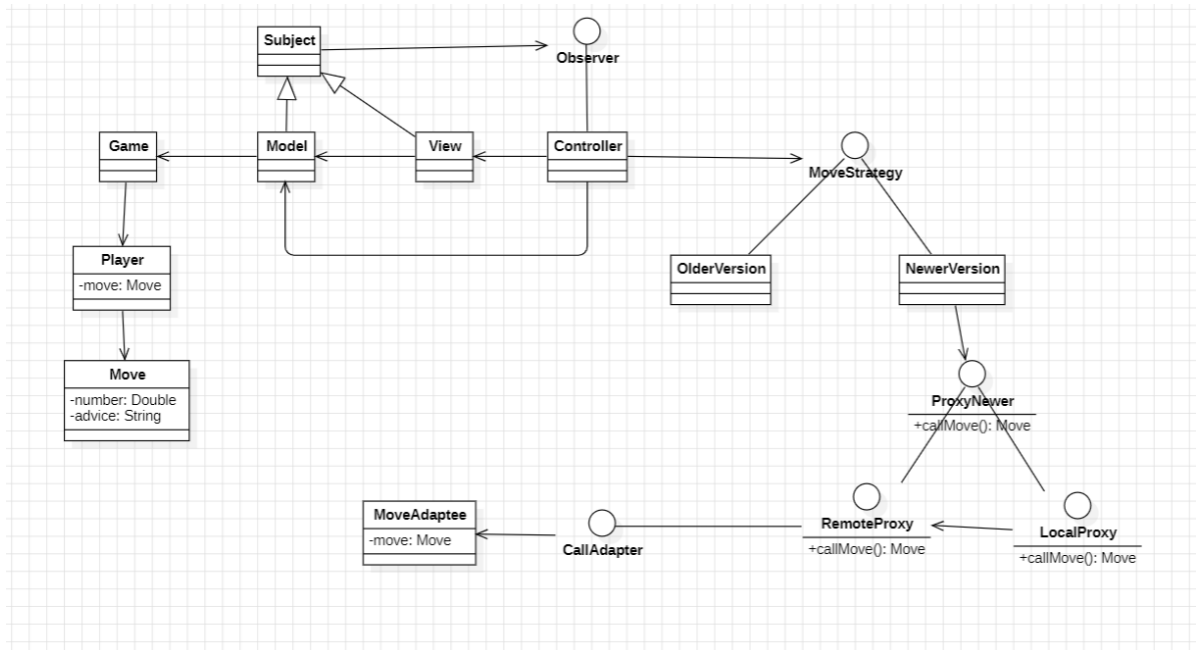 Subject
Observer
Game
Model
View
Controller
MoveStrategy
Player
-move: Move
OlderVersion
NewerVersion
Move
-number: Double
-advice: String
ProxyNewer
+callMove(): Move
MoveAdaptee
-move: Move
CallAdapter
RemoteProxy
+callMove(): Move
LocalProxy
+callMove(): Move